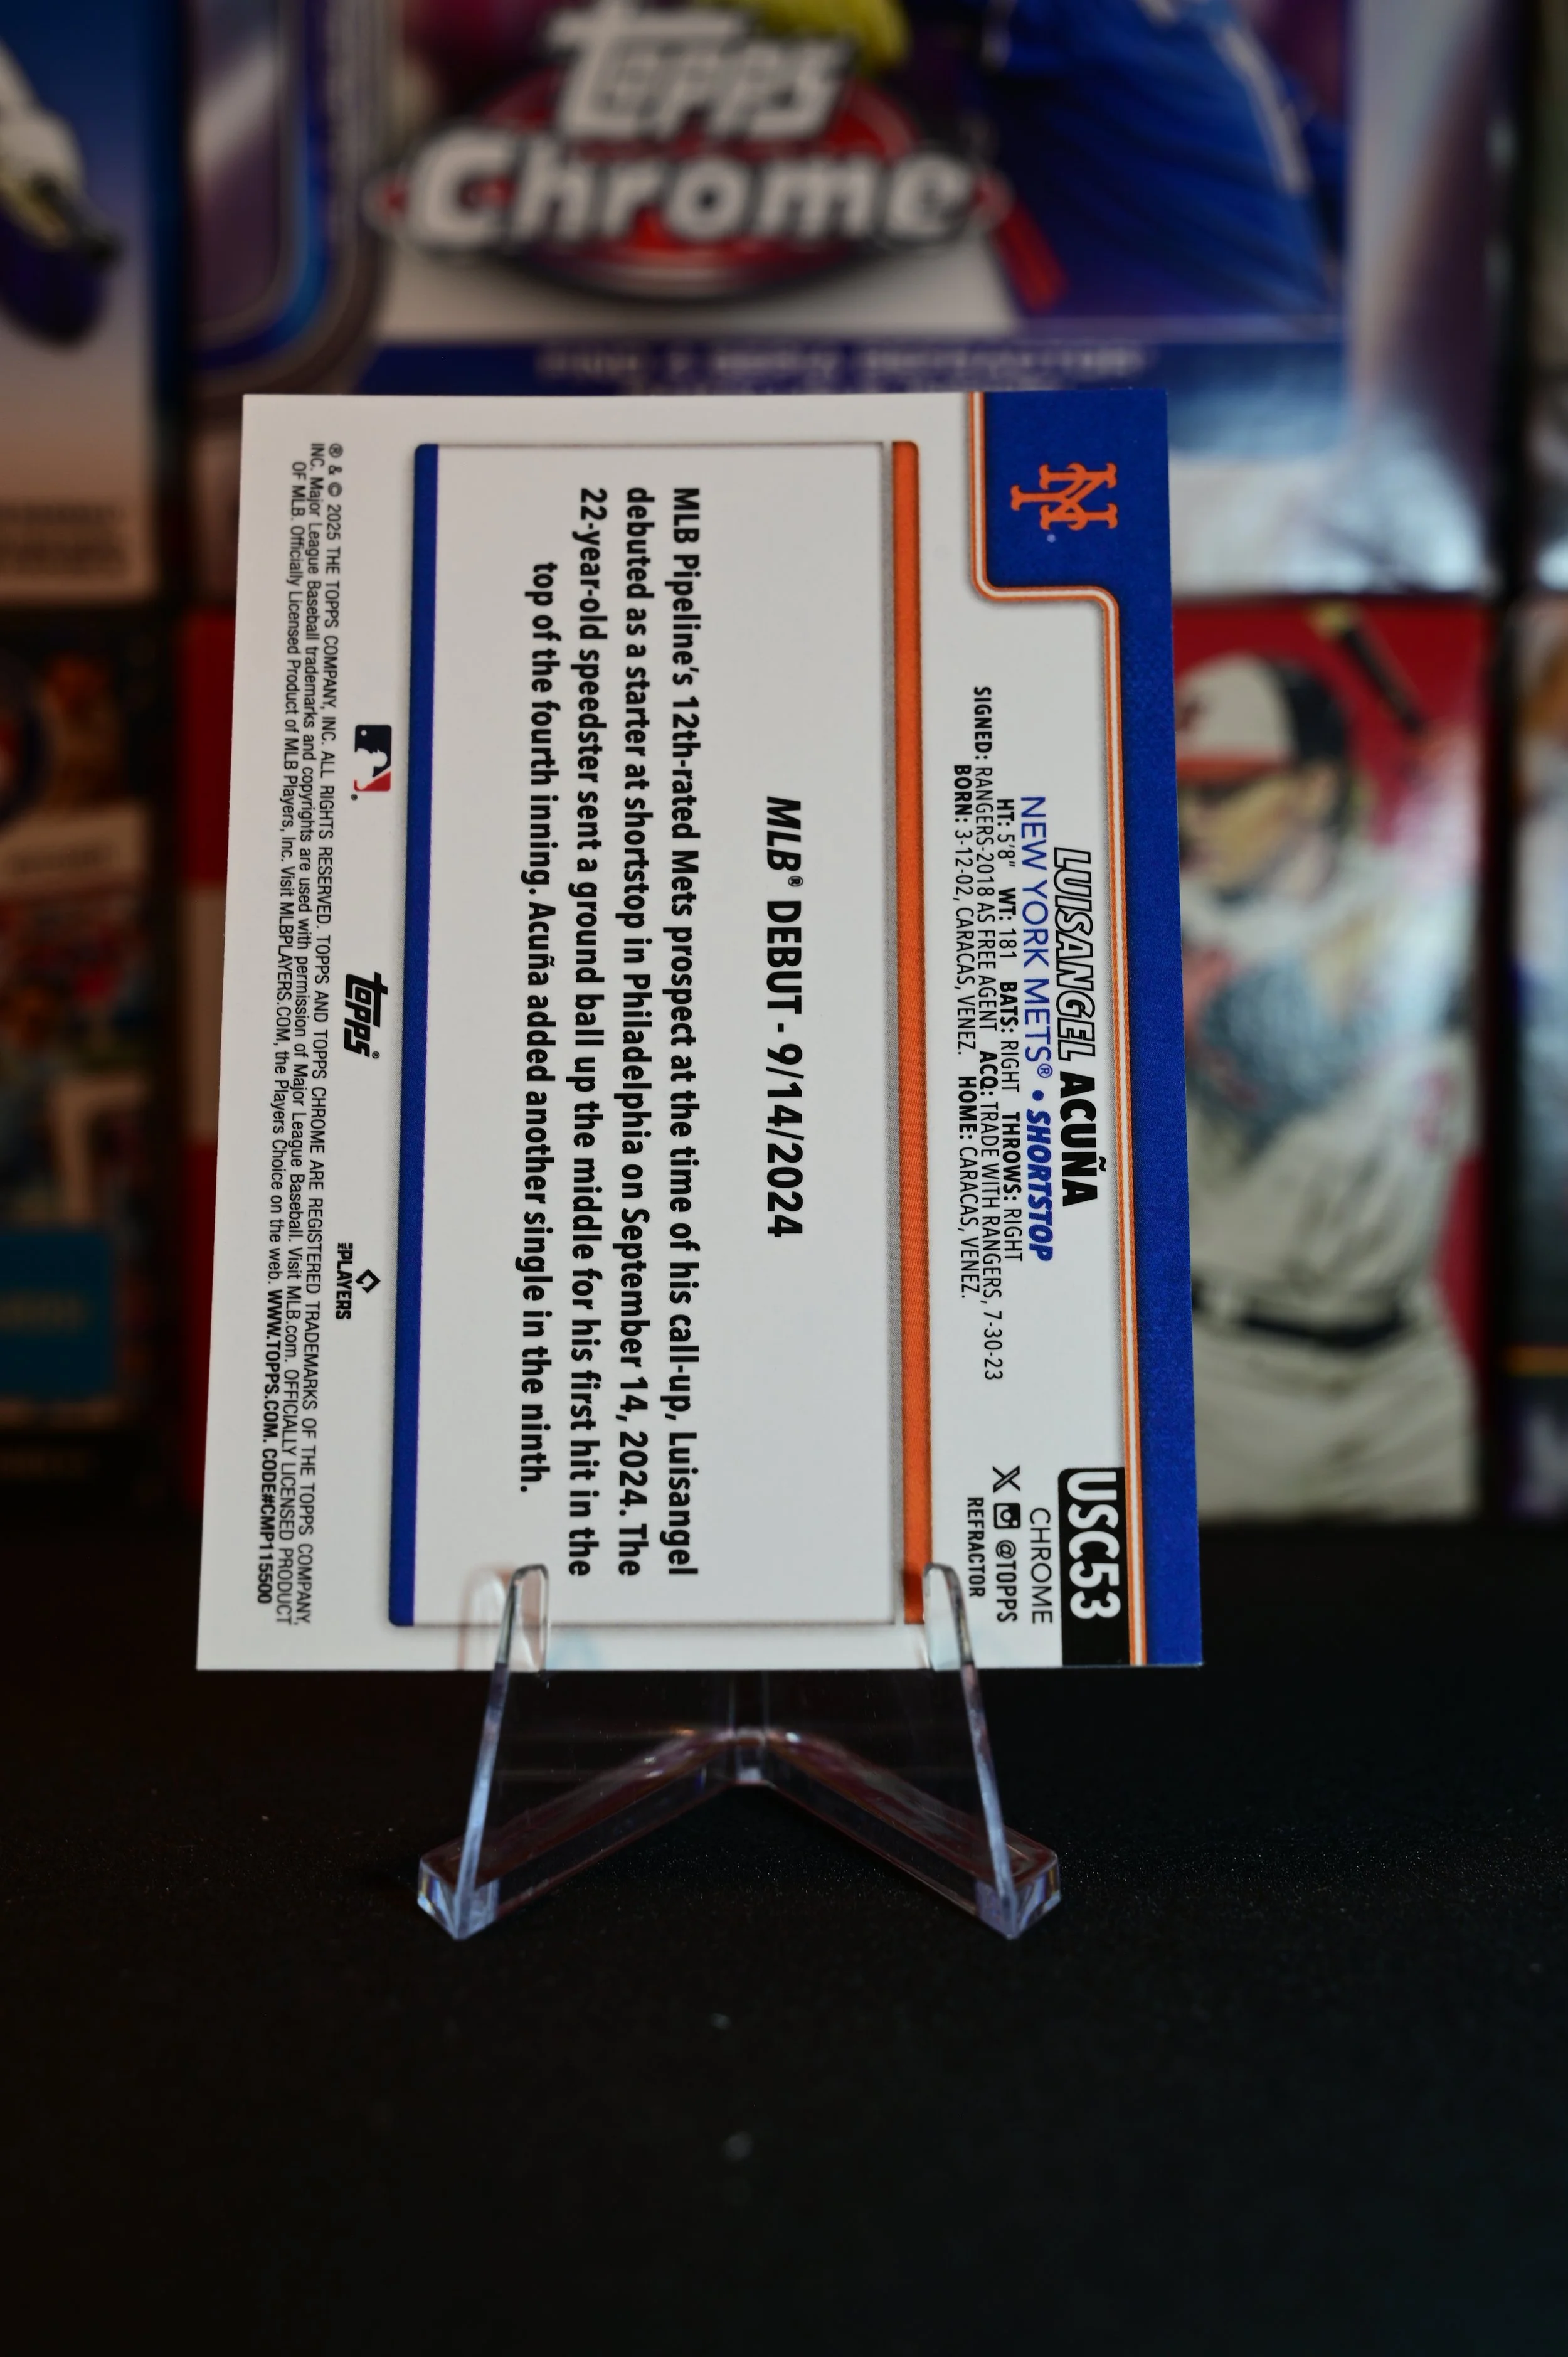 Topps
Chrome
USC53
CHROME
@TOPPS
REFRACTOR
LUISANGEL ACUÑA
NEW YORK METS® • SHORTSTOP
HT: 5'8" WT: 181 BATS: RIGHT THROWS: RIGHT
SIGNED: RANGERS-2018 AS FREE AGENT ACQ: TRADE WITH RANGERS, 7-30-23
BORN: 3-12-02, CARACAS, VENEZ. HOME: CARACAS, VENEZ.
MLB® DEBUT - 9/14/2024
MLB Pipeline's 12th-rated Mets prospect at the time of his call-up, Luisangel
debuted as a starter at shortstop in Philadelphia on September 14, 2024. The
22-year-old speedster sent a ground ball up the middle for his first hit in the
top of the fourth inning. Acuña added another single in the ninth.
topps®
THE PLAYERS
® & © 2025 THE TOPPS COMPANY, INC. ALL RIGHTS RESERVED. TOPPS AND TOPPS CHROME ARE REGISTERED TRADEMARKS OF THE TOPPS COMPANY,
INC. Major League Baseball trademarks and copyrights are used with permission of Major League Baseball. Visit MLB.com. OFFICIALLY LICENSED PRODUCT
OF MLB. Officially Licensed Product of MLB Players, Inc. Visit MLBPLAYERS.COM, the Players Choice on the web. WWW.TOPPS.COM. CODE#CMP115500